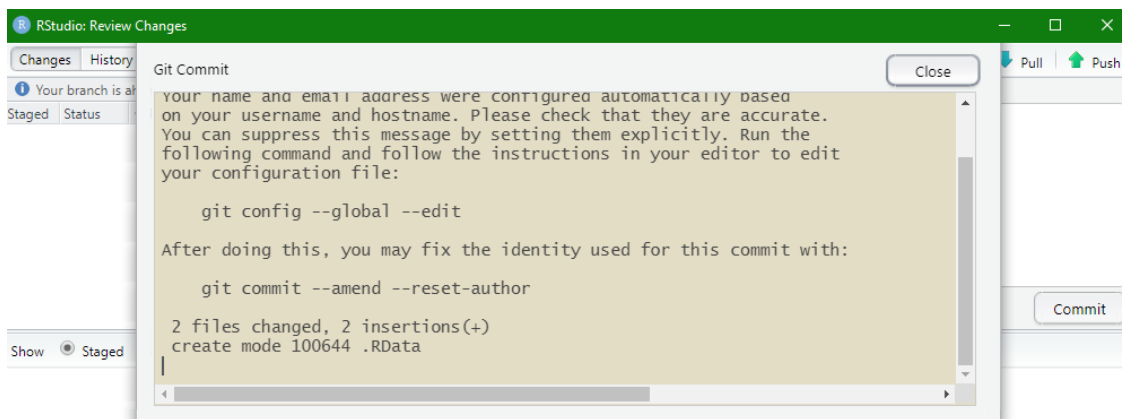 RStudio: Review Changes
Changes History
Git Commit
Close
Pull Push
Your branch is
Staged Status
Your name and email address were configured automatically based
on your username and hostname. Please check that they are accurate.
You can suppress this message by setting them explicitly. Run the
following command and follow the instructions in your editor to edit
your configuration file:
git config --global --edit
After doing this, you may fix the identity used for this commit with:
git commit --amend --reset-author
2 files changed, 2 insertions(+)
create mode 100644 .RData
Commit
Show Staged